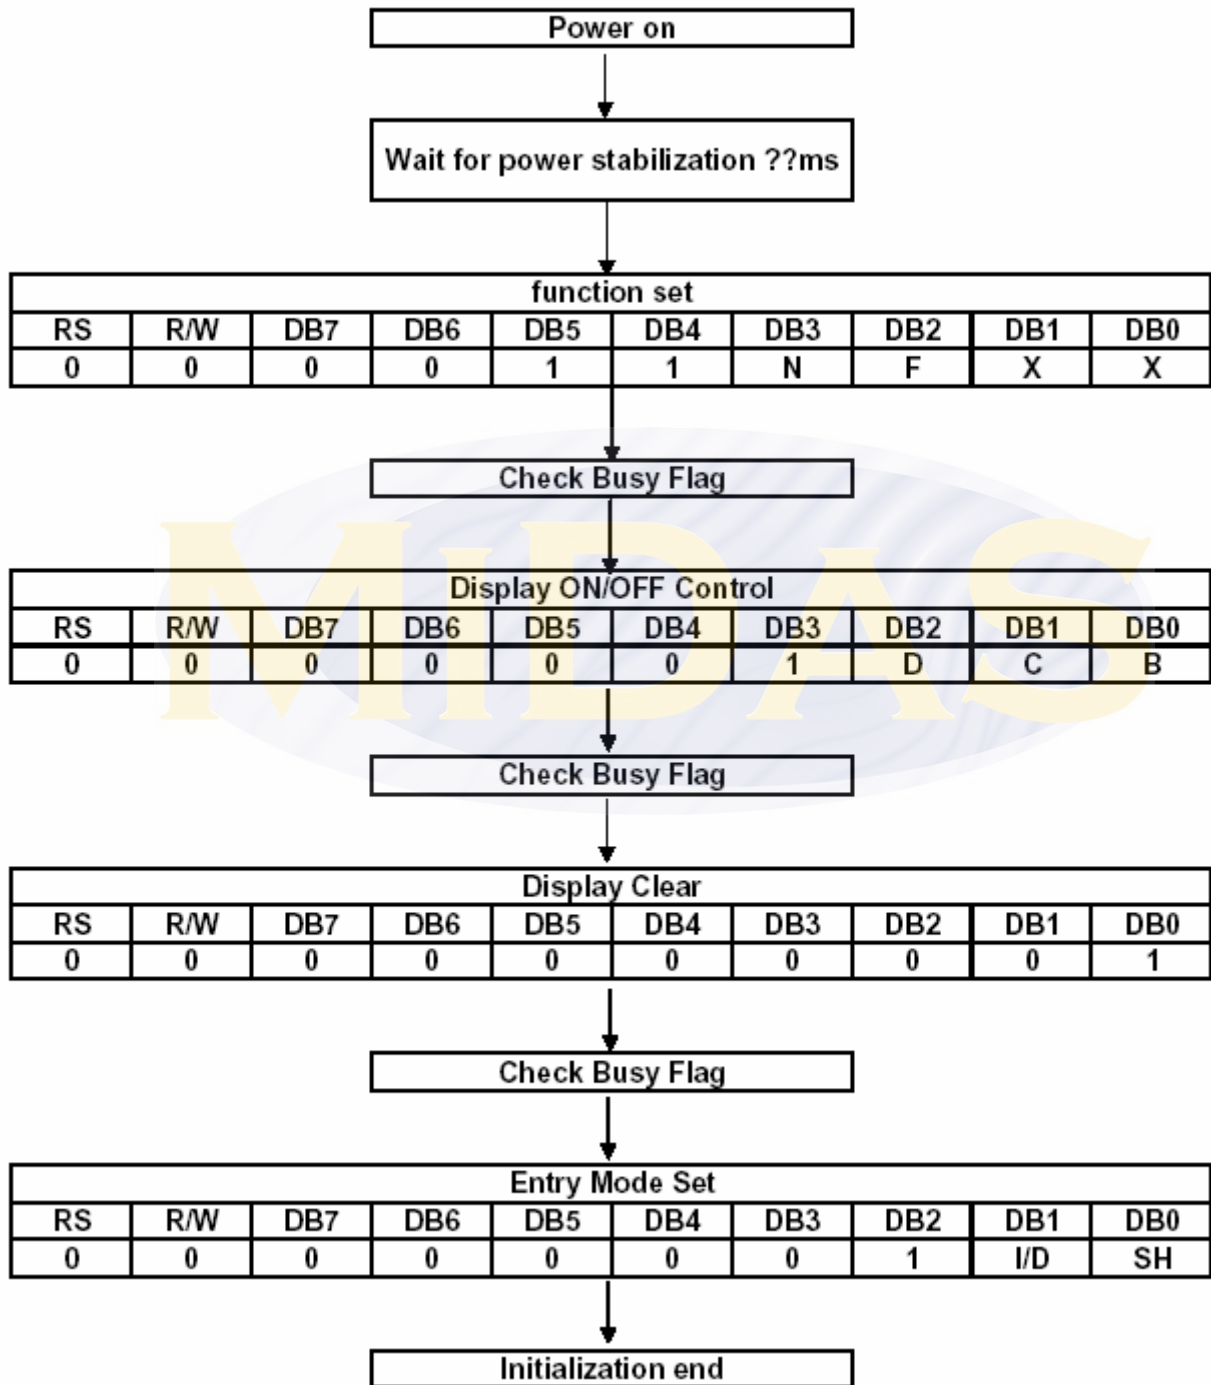 Power on
Wait for power stabilization ??ms
function set
RS R/W DB7 DB6 DB5 DB4 DB3 DB2 DB1 DB0
0 0 0 0 1 1 N F X X
Check Busy Flag
MIDAS
Display ON/OFF Control
RS R/W DB7 DB6 DB5 DB4 DB3 DB2 DB1 DB0
0 0 0 0 0 0 1 D C B
Check Busy Flag
Display Clear
RS R/W DB7 DB6 DB5 DB4 DB3 DB2 DB1 DB0
0 0 0 0 0 0 0 0 0 1
Check Busy Flag
Entry Mode Set
RS R/W DB7 DB6 DB5 DB4 DB3 DB2 DB1 DB0
0 0 0 0 0 0 0 1 I/D SH
Initialization end